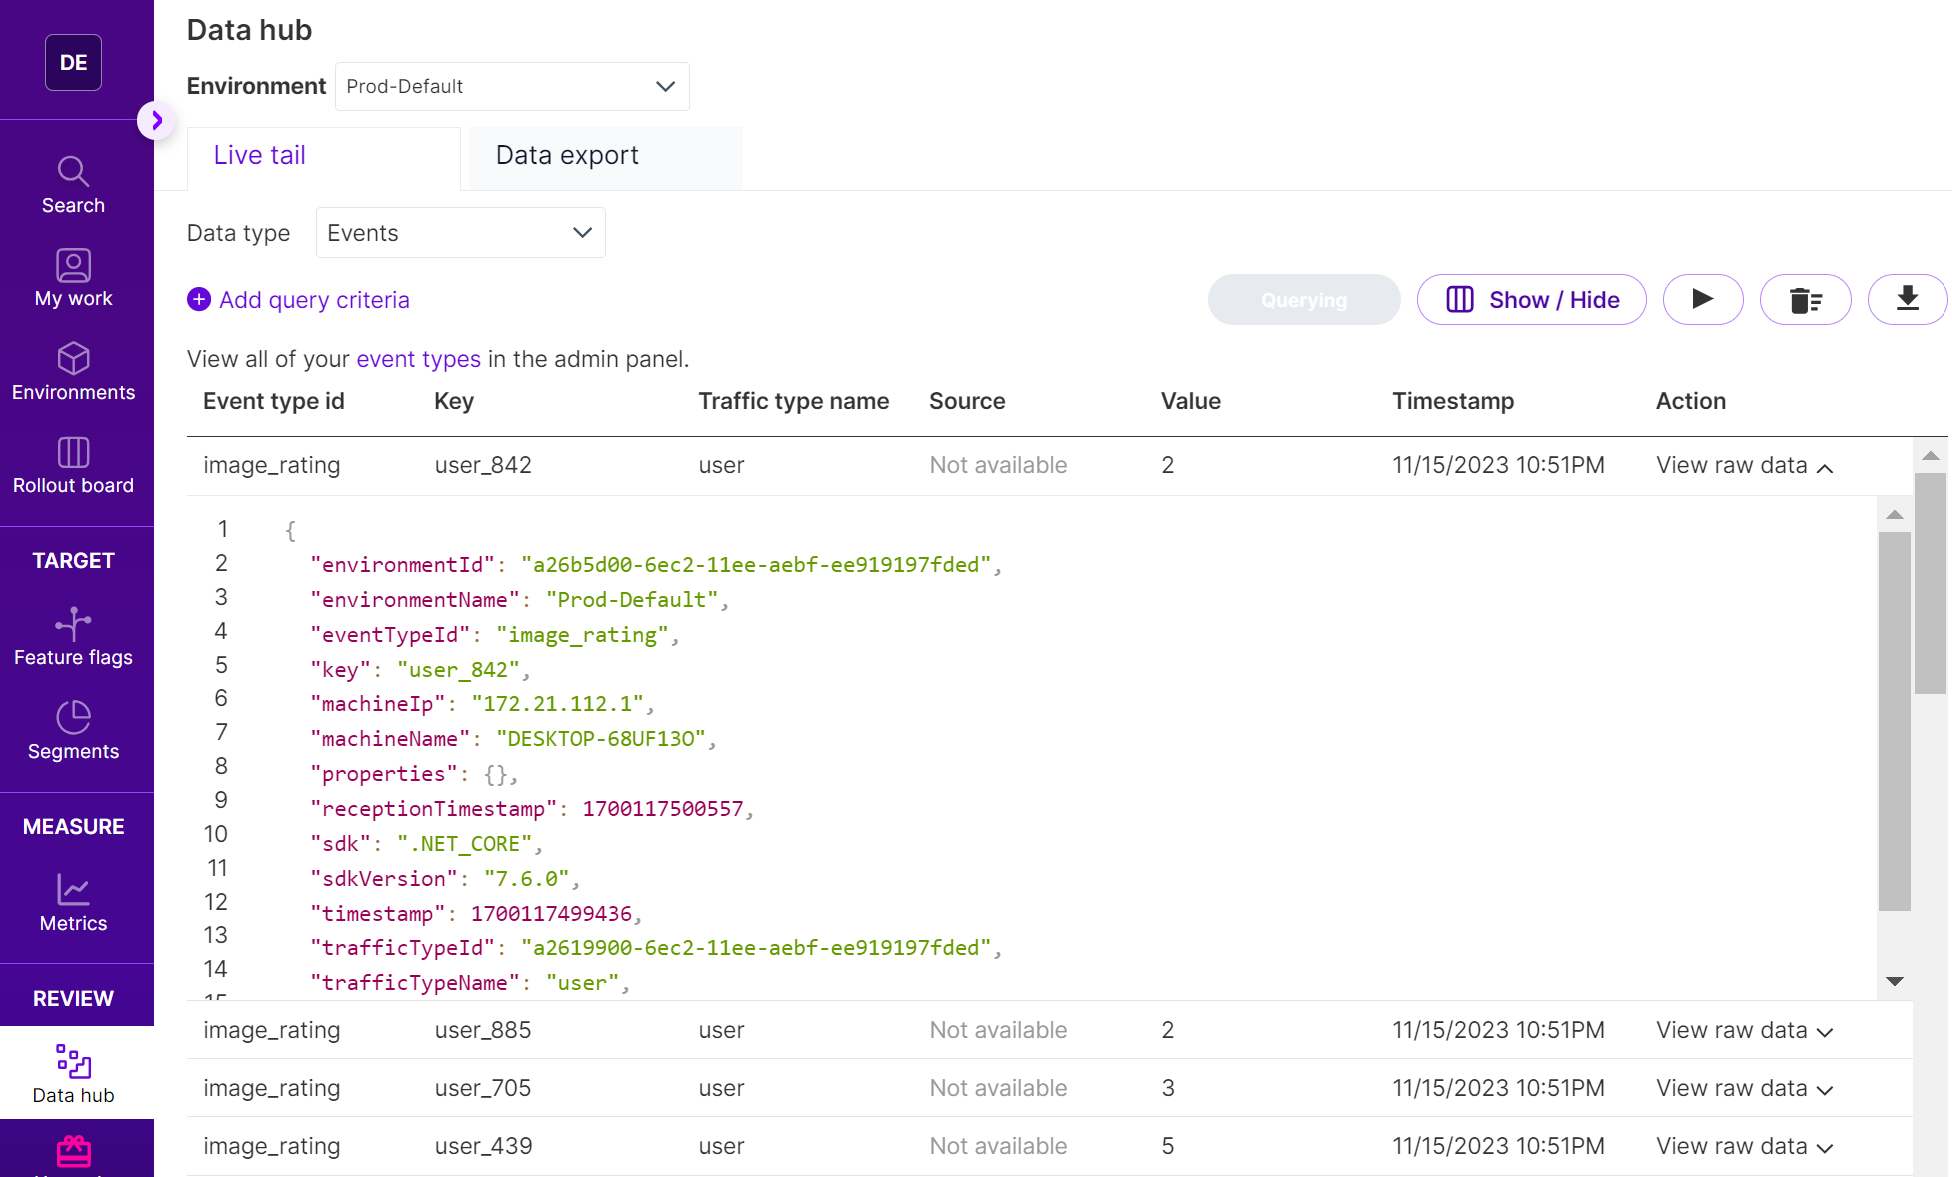 DE
Search
My work
Environments
Rollout board
TARGET
Feature flags
Segments
MEASURE
Metrics
REVIEW
Data hub
Data hub
Environment Prod-Default
Live tail Data export
Data type Events
Add query criteria Querying Show / Hide
View all of your event types in the admin panel.
Event type id Key Traffic type name Source Value Timestamp Action
image_rating user_842 user Not available 2 11/15/2023 10:51PM View raw data
1 {
2 "environmentId": "a26b5d00-6ec2-11ee-aebf-ee919197fded",
3 "environmentName": "Prod-Default",
4 "eventTypeId": "image_rating",
5 "key": "user_842",
6 "machineIp": "172.21.112.1",
7 "machineName": "DESKTOP-68UF13O",
8 "properties": {},
9 "receptionTimestamp": 1700117500557,
10 "sdk": ".NET_CORE",
11 "sdkVersion": "7.6.0",
12 "timestamp": 1700117499436,
13 "trafficTypeId": "a2619900-6ec2-11ee-aebf-ee919197fded",
14 "trafficTypeName": "user",
15
image_rating user_885 user Not available 2 11/15/2023 10:51PM View raw data
image_rating user_705 user Not available 3 11/15/2023 10:51PM View raw data
image_rating user_439 user Not available 5 11/15/2023 10:51PM View raw data